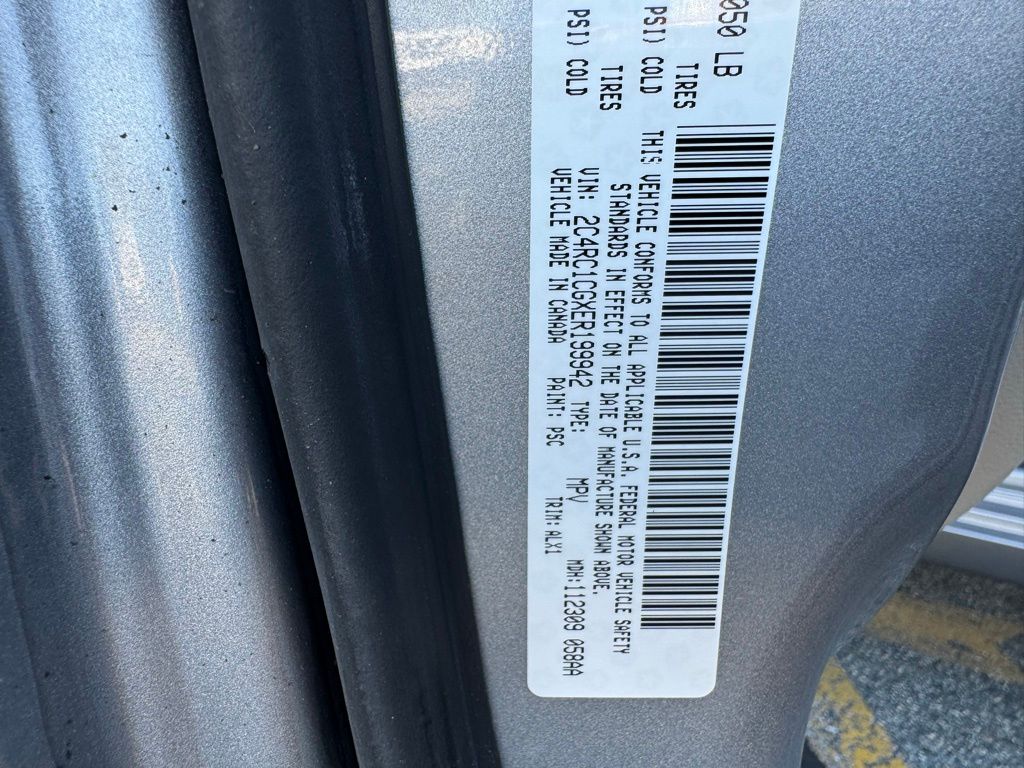 050 LB
TIRES
PSI) COLD
TIRES
PSI) COLD
THIS VEHICLE CONFORMS TO ALL APPLICABLE U.S.A. FEDERAL MOTOR VEHICLE SAFETY
STANDARDS IN EFFECT ON THE DATE OF MANUFACTURE SHOWN ABOVE.
VIN: 2C4RC1CGXER199942 TYPE: MPV MDH:112309 058AA
VEHICLE MADE IN CANADA PAINT: PSC TRIM:ALX1